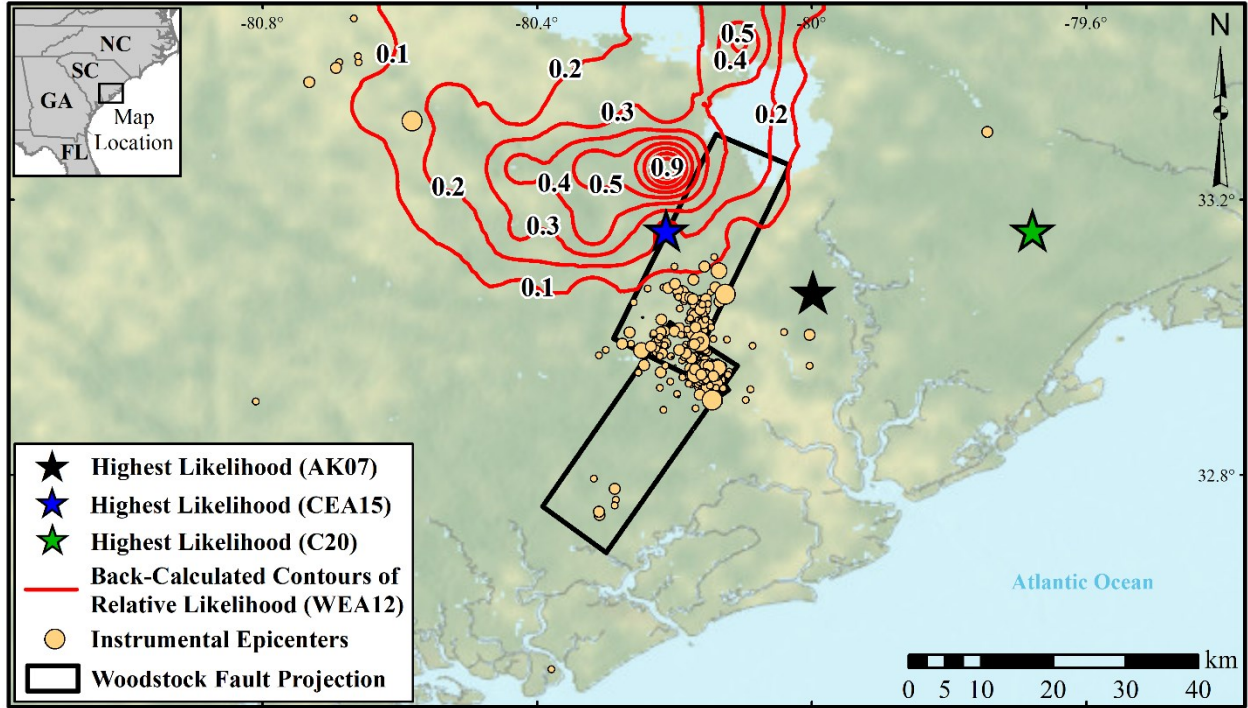 -80.8°
-80.4°
-80°
-79.6°
N
NC
SC
GA
FL
Map
Location
0.1
0.2
0.5
0.4
0.3
0.2
0.9
0.2
0.4
0.5
0.3
0.1
33.2°
32.8°
Highest Likelihood (AK07)
Highest Likelihood (CEA15)
Highest Likelihood (C20)
Back-Calculated Contours of
Relative Likelihood (WEA12)
Instrumental Epicenters
Woodstock Fault Projection
Atlantic Ocean
km
0 5 10 20 30 40